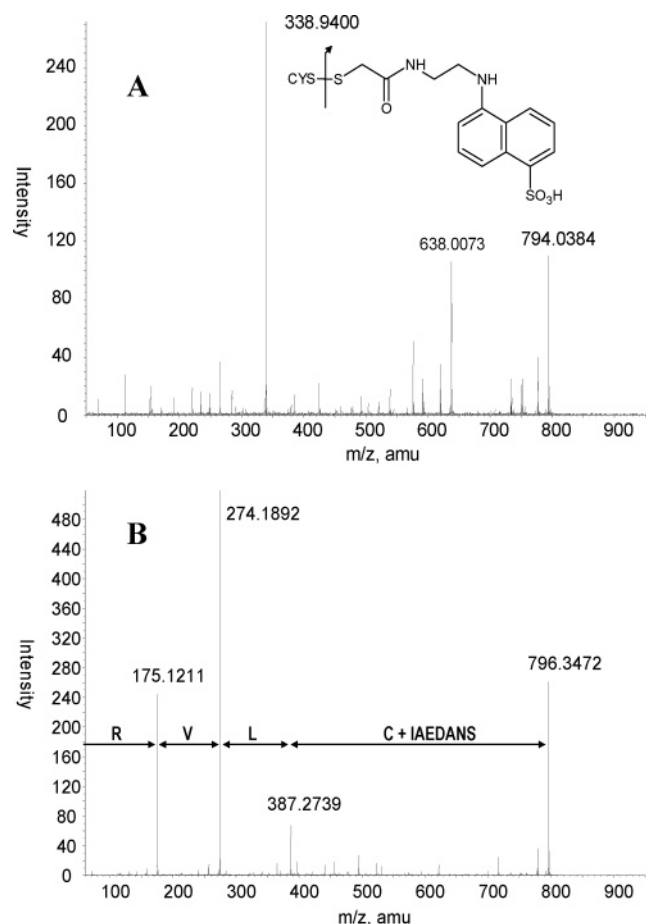 338.9400
A
CYS S NH NH
O
SO3H
638.0073
794.0384
Intensity
240
200
160
120
80
40
0
100 200 300 400 500 600 700 800 900
m/z, amu
B
274.1892
175.1211
796.3472
R V L C + IAEDANS
387.2739
Intensity
480
440
400
360
320
280
240
200
160
120
80
40
0
100 200 300 400 500 600 700 800 900
m/z, amu